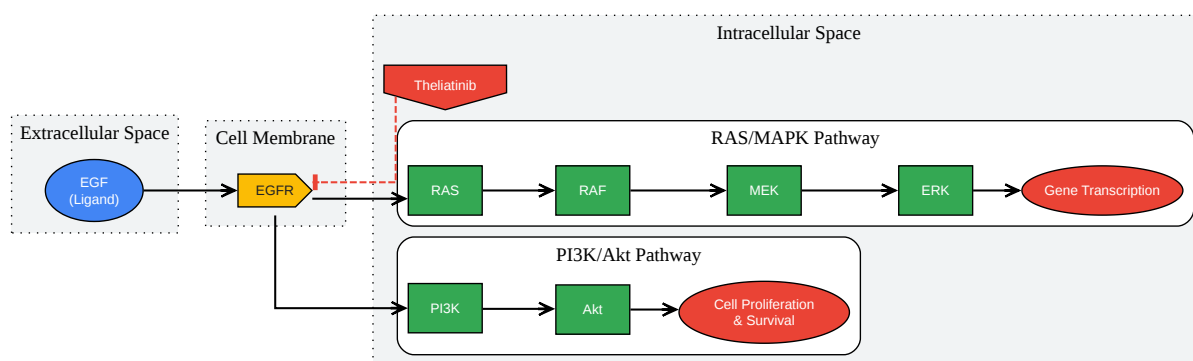 Intracellular Space
Theliatinib
Extracellular Space
Cell Membrane
RAS/MAPK Pathway
EGF
(Ligand)
EGFR
RAS
RAF
MEK
ERK
Gene Transcription
PI3K/Akt Pathway
PI3K
Akt
Cell Proliferation
& Survival